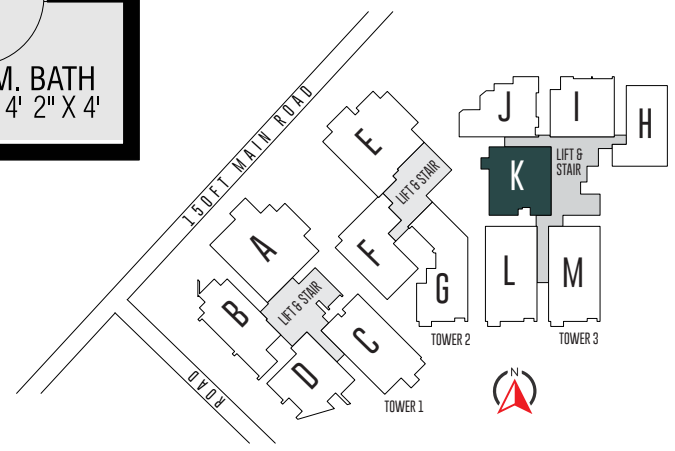 M. BATH
4' 2" X 4'
150FT MAIN ROAD
E
J
I
H
LIFT &
STAIR
K
LIFT & STAIR
A
F
G
L
M
B
LIFT & STAIR
C
D
TOWER 2
TOWER 3
ROAD
TOWER 1
N